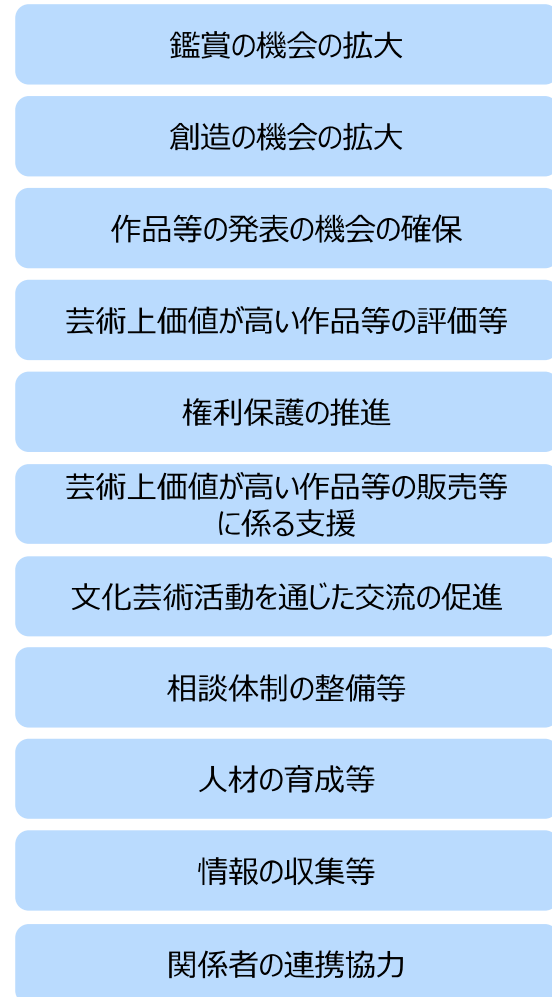 鑑賞の機会の拡大
創造の機会の拡大
作品等の発表の機会の確保
芸術上価値が高い作品等の評価等
権利保護の推進
芸術上価値が高い作品等の販売等
に係る支援
文化芸術活動を通じた交流の促進
相談体制の整備等
人材の育成等
情報の収集等
関係者の連携協力